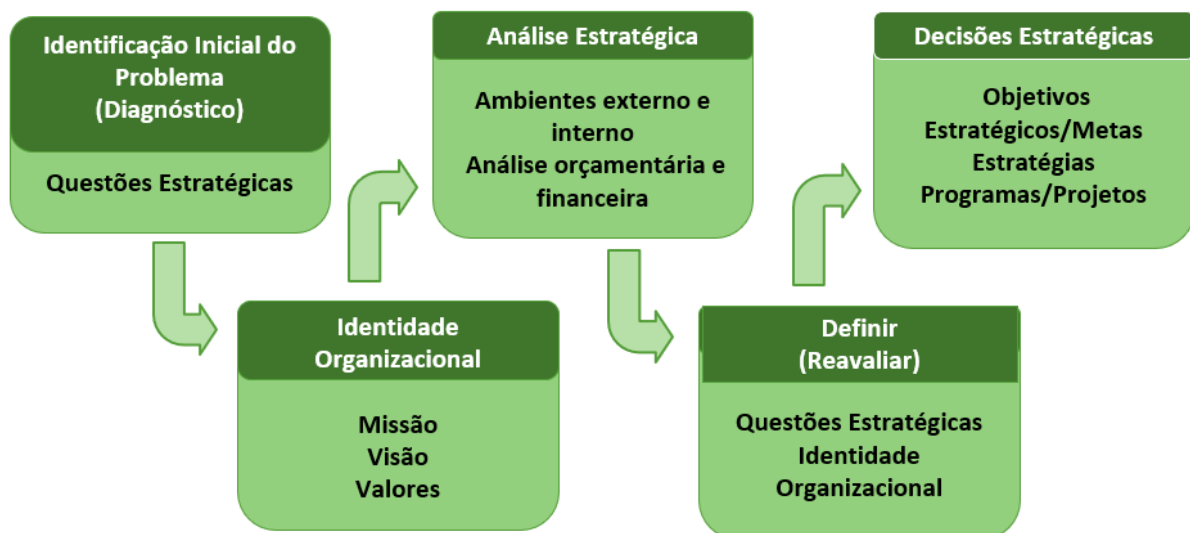 Identificação Inicial do
Problema
(Diagnóstico)
Questões Estratégicas
Identidade
Organizacional
Missão
Visão
Valores
Análise Estratégica
Ambientes externo e
interno
Análise orçamentária e
financeira
Definir
(Reavaliar)
Questões Estratégicas
Identidade
Organizacional
Decisões Estratégicas
Objetivos
Estratégicos/Metas
Estratégias
Programas/Projetos